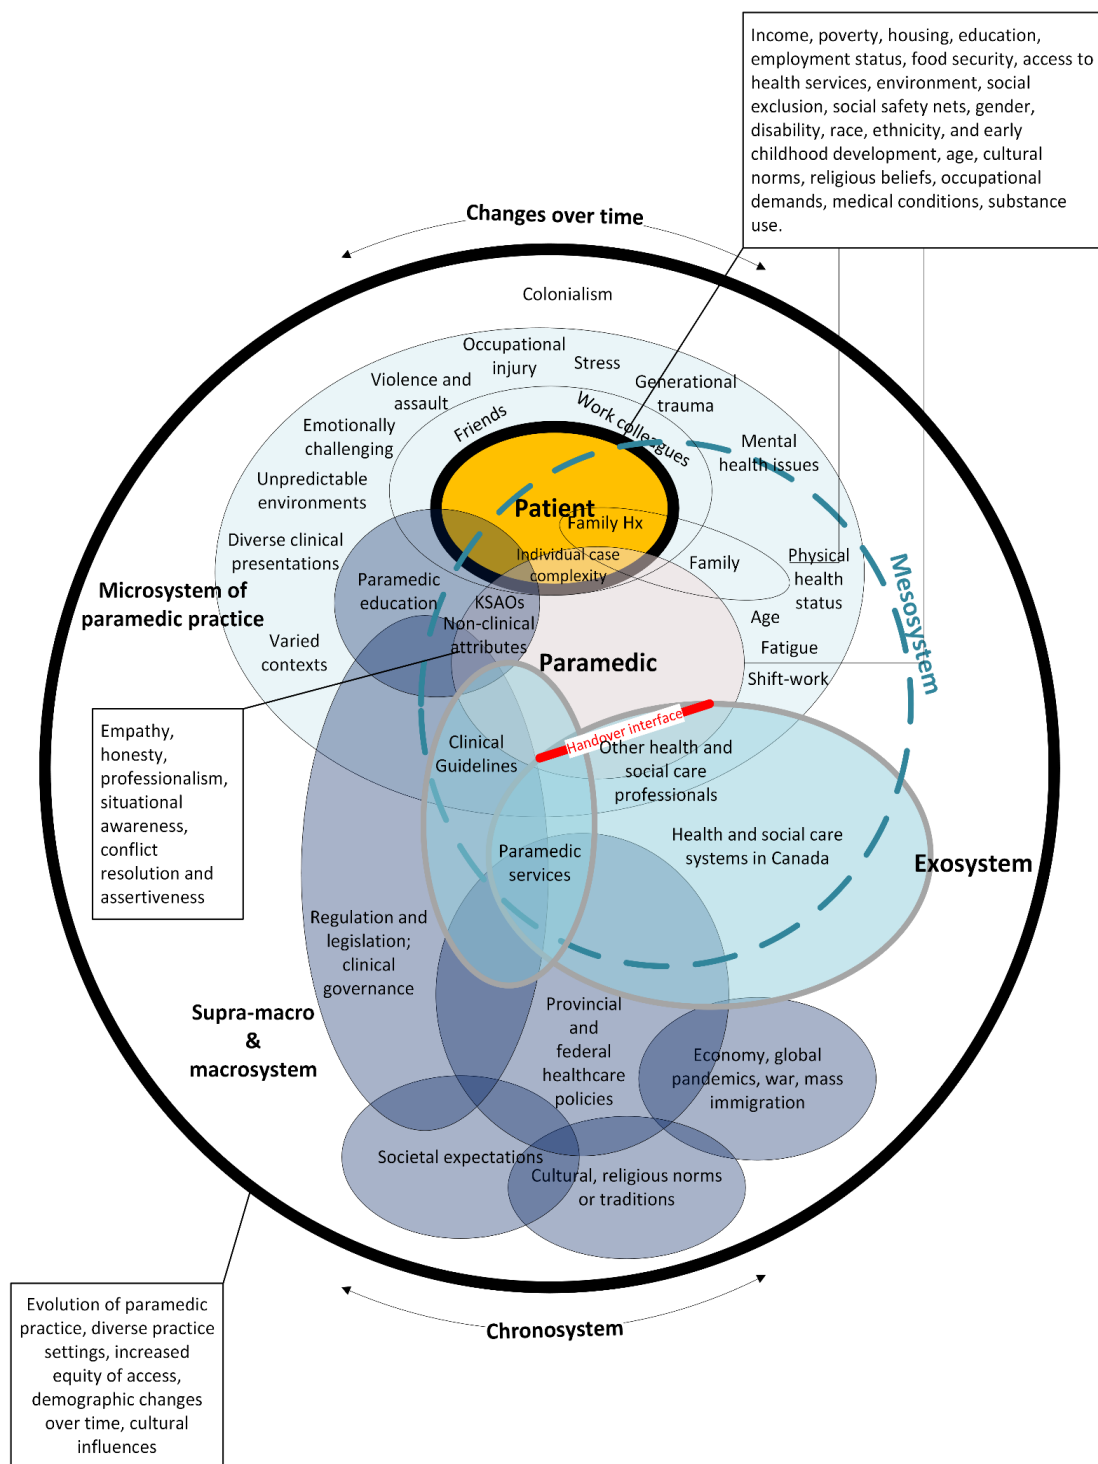 Income, poverty, housing, education,
employment status, food security, access to
health services, environment, social
exclusion, social safety nets, gender,
disability, race, ethnicity, and early
childhood development, age, cultural
norms, religious beliefs, occupational
demands, medical conditions, substance
use.
Changes over time
Colonialism
Occupational
injury
Stress
Violence and
assault
Generational
trauma
Friends
Work colleagues
Emotionally
challenging
Mental
health issues
Unpredictable
environments
Patient
Family Hx
Diverse clinical
presentations
Individual case
complexity
Family
Physical
health
status
Mesosystem
Microsystem of
paramedic practice
Paramedic
education
KSAOs
Non-clinical
attributes
Age
Varied
contexts
Paramedic
Fatigue
Shift-work
Empathy,
honesty,
professionalism,
situational
awareness,
conflict
resolution and
assertiveness
Handover interface
Clinical
Guidelines
Other health and
social care
professionals
Paramedic
services
Health and social care
systems in Canada
Exosystem
Regulation and
legislation;
clinical
governance
Supra-macro
&
macrosystem
Provincial
and
federal
healthcare
policies
Economy, global
pandemics, war, mass
immigration
Societal expectations
Cultural, religious norms
or traditions
Chronosystem
Evolution of paramedic
practice, diverse practice
settings, increased
equity of access,
demographic changes
over time, cultural
influences